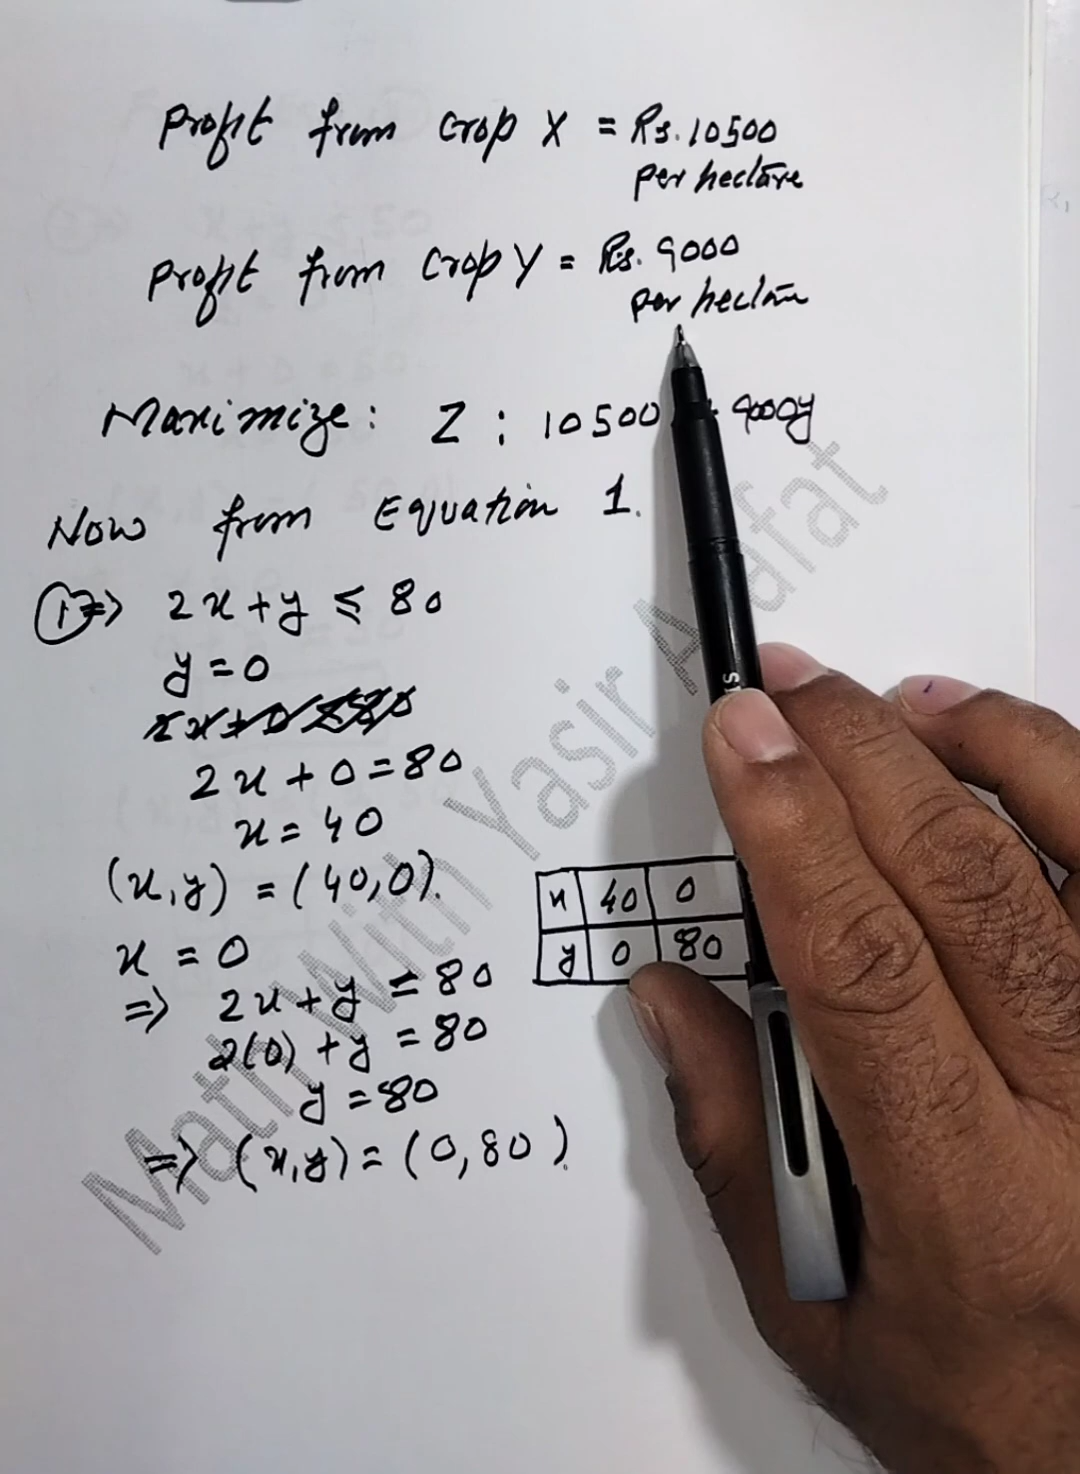 Profit from crop X = Rs. 10500
per hectare
Profit from crop Y = Rs. 9000
per hectare
Maximize: Z : 10500 + 9000y
Now from Equation 1.
①=> 2x+y ≤ 80
y=0
2x+0=80
x=40
(x,y) = (40,0).
x | 40 | 0
y | 0 | 80
x = 0
=> 2x+y = 80
2(0) +y = 80
y =80
=> (x,y) = (0,80).
Math With Yasir Arafat
SI